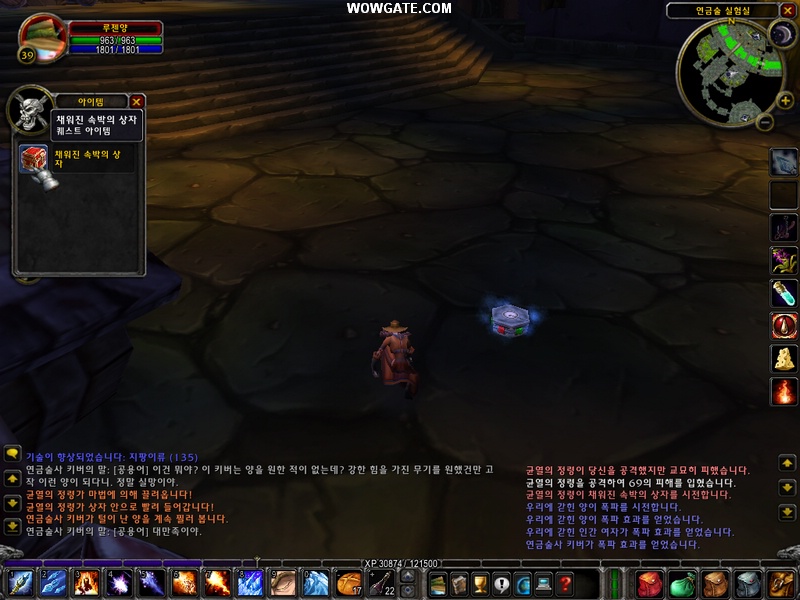 WOWGATE.COM
루젠양
963 / 963
1801 / 1801
39
연금술 실험실
N
아이템
채워진 속박의 상자
퀘스트 아이템
채워진 속박의 상
자
기술이 향상되었습니다: 지팡이류 (135)
연금술사 키버의 말: [공용어] 이건 뭐야? 이 키버는 양을 원한 적이 없는데? 강한 힘을 가진 무기를 원했건만 고
작 이런 양이 되다니. 정말 실망이야.
균열의 정령가 마법에 의해 끌려옵니다!
균열의 정령가 상자 안으로 빨려 들어갑니다!
연금술사 키버가 털이 난 양을 계속 찔러 봅니다.
연금술사 키버의 말: [공용어] 대만족이야.
균열의 정령가 당신을 공격했지만 교묘히 피했습니다.
균열의 정령을 공격하여 69의 피해를 입혔습니다.
균열의 정령이 채워진 속박의 상자를 시전합니다.
우리에 갇힌 양이 폭파를 시전합니다.
우리에 갇힌 양이 폭파 효과를 얻었습니다.
우리에 갇힌 인간 여자가 폭파 효과를 얻었습니다.
연금술사 키버가 폭파 효과를 얻었습니다.
XP 30874 / 121500
2 3 4 5 6 7 8 9 0
17
22